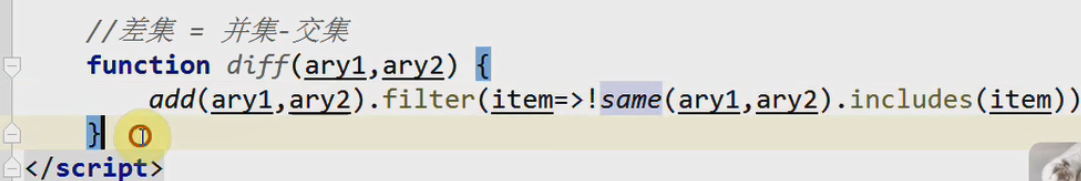 //差集 = 并集-交集
function diff(ary1,ary2) {
add(ary1,ary2).filter(item=>!same(ary1,ary2).includes(item))
}
</script>